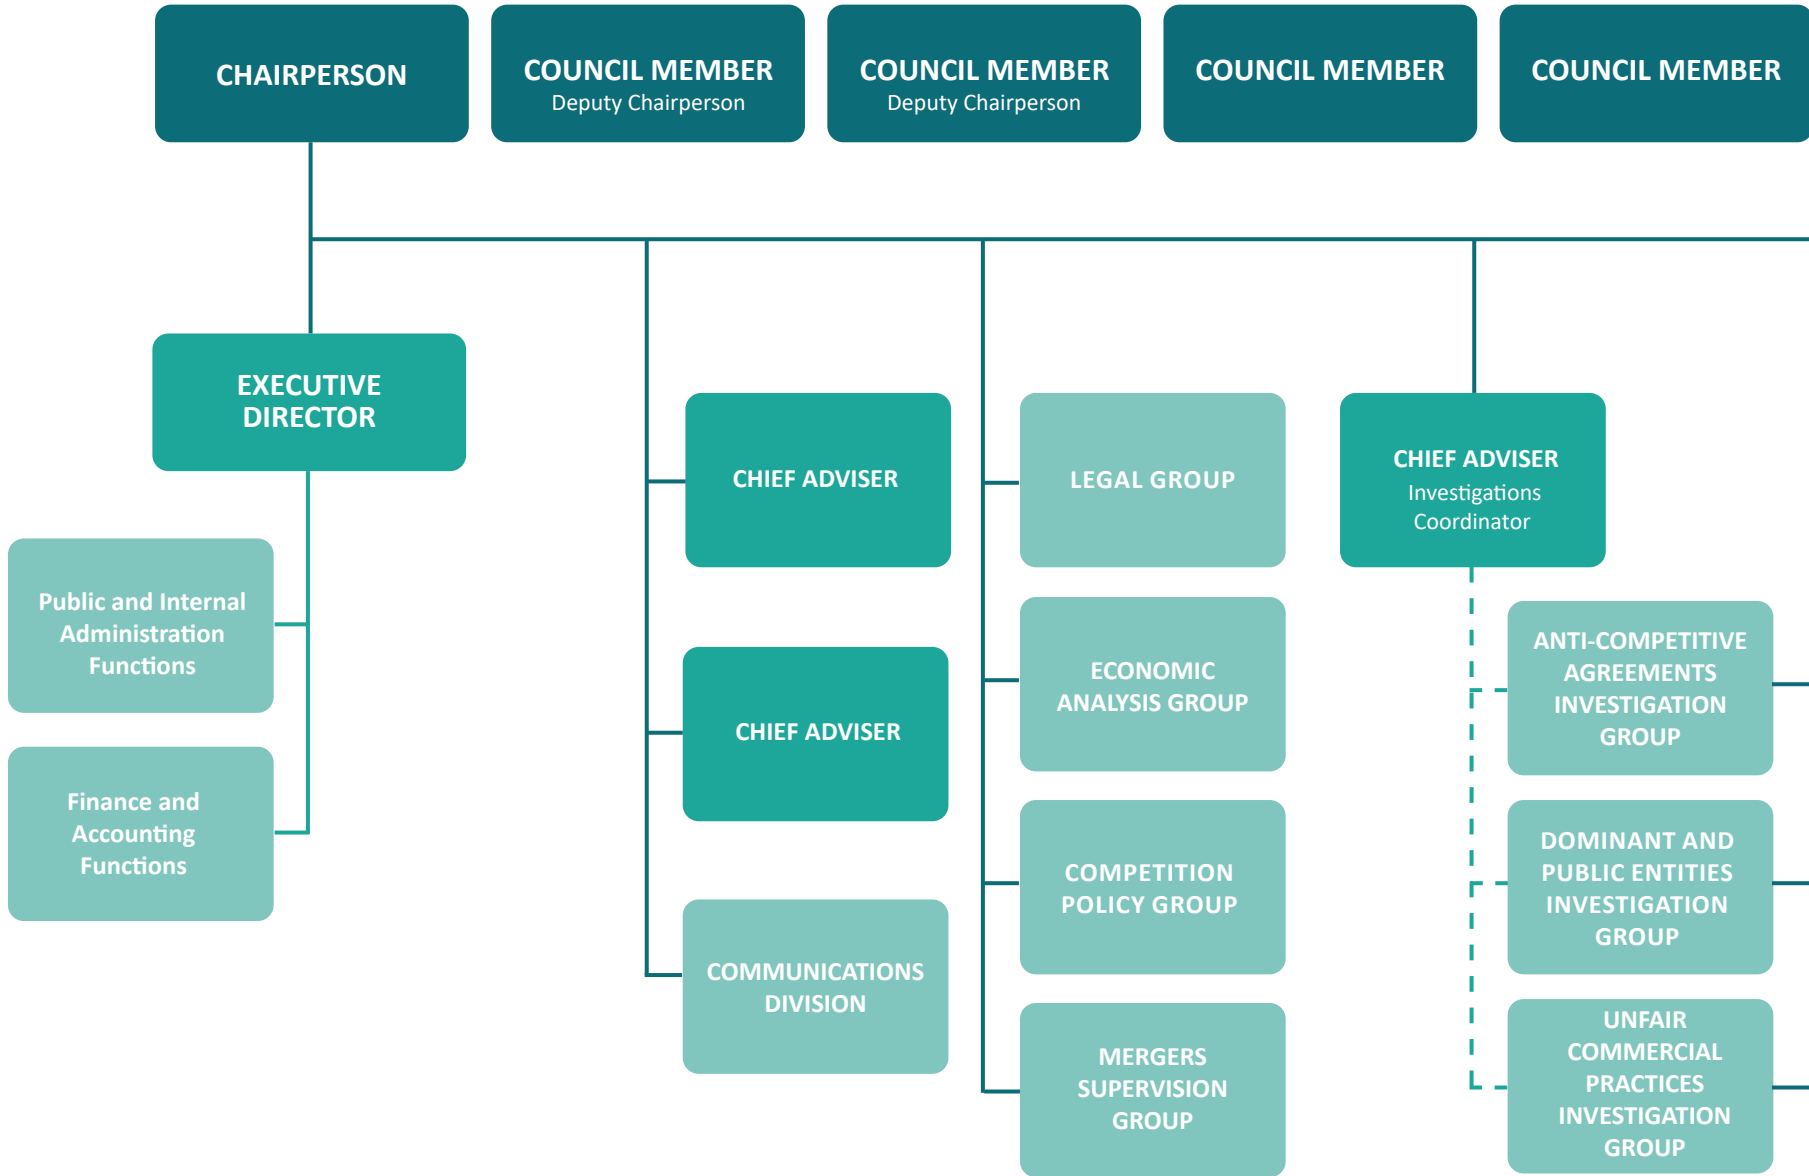 CHAIRPERSON
COUNCIL MEMBER
Deputy Chairperson
COUNCIL MEMBER
Deputy Chairperson
COUNCIL MEMBER
COUNCIL MEMBER
EXECUTIVE
DIRECTOR
Public and Internal
Administration
Functions
Finance and
Accounting
Functions
CHIEF ADVISER
CHIEF ADVISER
COMMUNICATIONS
DIVISION
LEGAL GROUP
ECONOMIC
ANALYSIS GROUP
COMPETITION
POLICY GROUP
MERGERS
SUPERVISION
GROUP
CHIEF ADVISER
Investigations
Coordinator
ANTI-COMPETITIVE
AGREEMENTS
INVESTIGATION
GROUP
DOMINANT AND
PUBLIC ENTITIES
INVESTIGATION
GROUP
UNFAIR
COMMERCIAL
PRACTICES
INVESTIGATION
GROUP